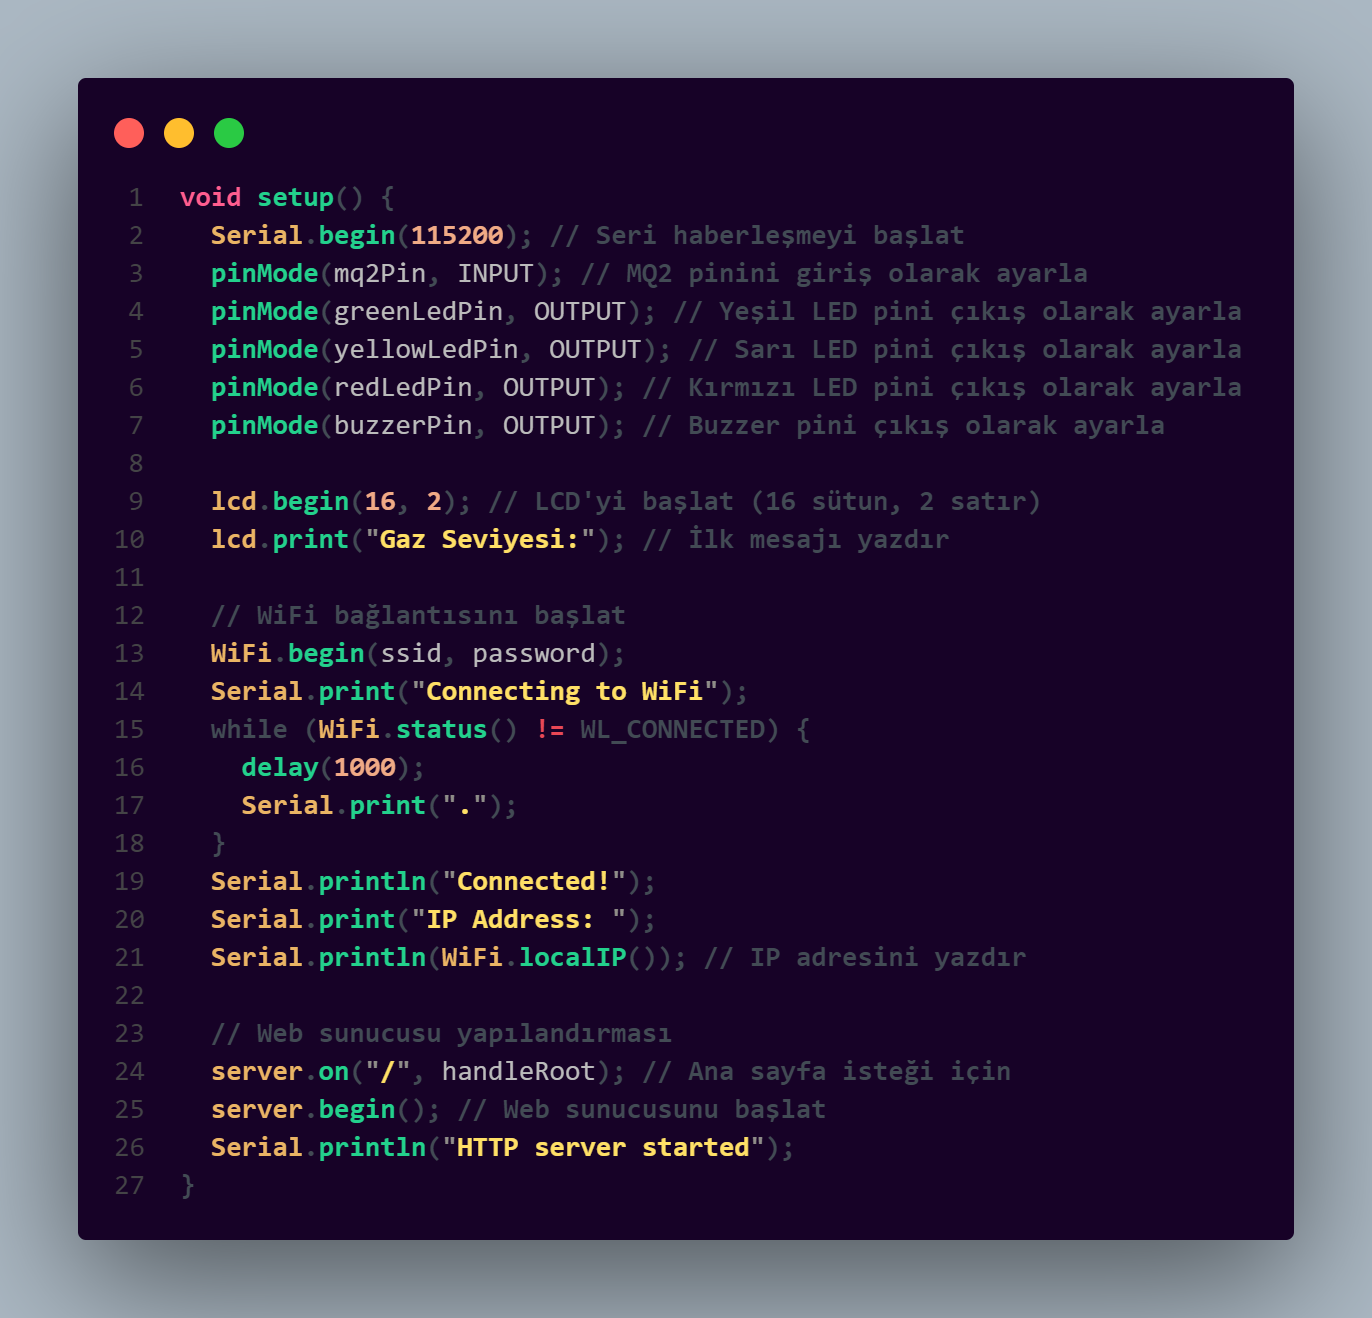 1 void setup() {
2 Serial.begin(115200); // Seri haberleşmeyi başlat
3 pinMode(mq2Pin, INPUT); // MQ2 pinini giriş olarak ayarla
4 pinMode(greenLedPin, OUTPUT); // Yeşil LED pini çıkış olarak ayarla
5 pinMode(yellowLedPin, OUTPUT); // Sarı LED pini çıkış olarak ayarla
6 pinMode(redLedPin, OUTPUT); // Kırmızı LED pini çıkış olarak ayarla
7 pinMode(buzzerPin, OUTPUT); // Buzzer pini çıkış olarak ayarla
8
9 lcd.begin(16, 2); // LCD'yi başlat (16 sütun, 2 satır)
10 lcd.print("Gaz Seviyesi:"); // İlk mesajı yazdır
11
12 // WiFi bağlantısını başlat
13 WiFi.begin(ssid, password);
14 Serial.print("Connecting to WiFi");
15 while (WiFi.status() != WL_CONNECTED) {
16 delay(1000);
17 Serial.print(".");
18 }
19 Serial.println("Connected!");
20 Serial.print("IP Address: ");
21 Serial.println(WiFi.localIP()); // IP adresini yazdır
22
23 // Web sunucusu yapılandırması
24 server.on("/", handleRoot); // Ana sayfa isteği için
25 server.begin(); // Web sunucusunu başlat
26 Serial.println("HTTP server started");
27 }